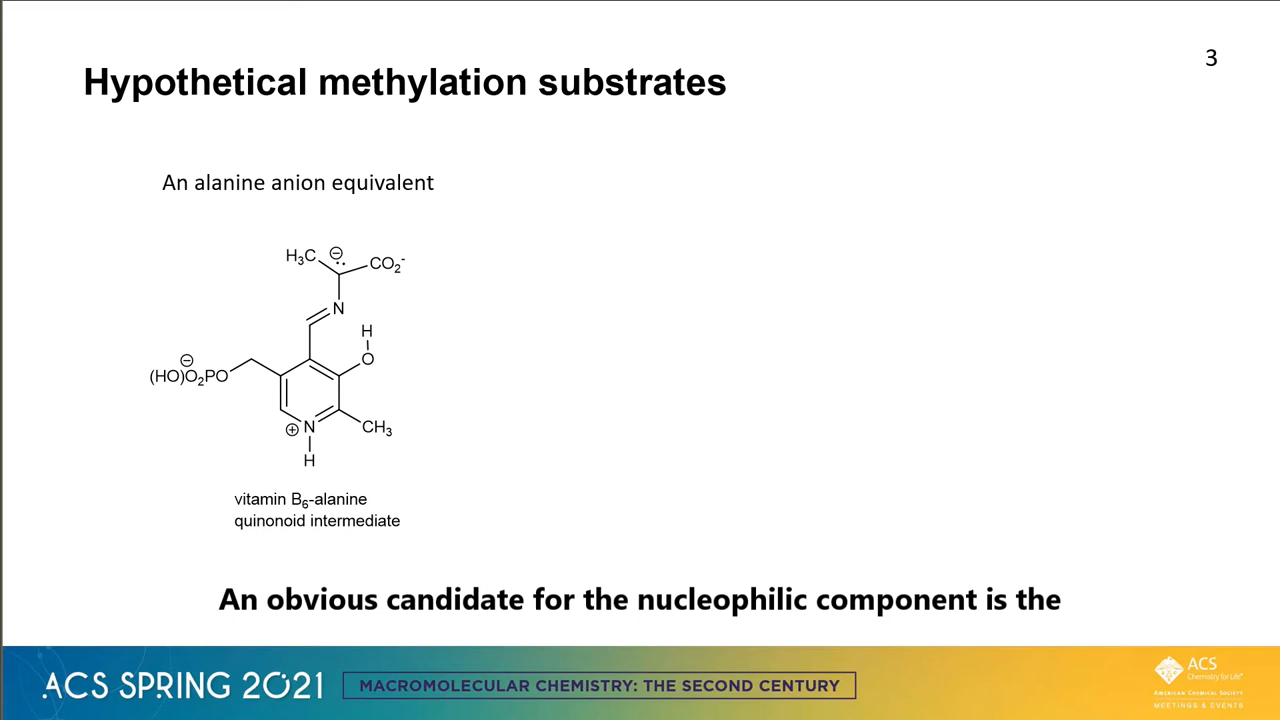 3
Hypothetical methylation substrates
An alanine anion equivalent
H₃C ⊖ CO₂⁻
N
H
O
⊖
(HO)O₂PO
⊕ N CH₃
H
vitamin B₆-alanine
quinonoid intermediate
An obvious candidate for the nucleophilic component is the
ACS SPRING 2021 MACROMOLECULAR CHEMISTRY: THE SECOND CENTURY
ACS
Chemistry for Life®
AMERICAN CHEMICAL SOCIETY
MEETINGS & EVENTS